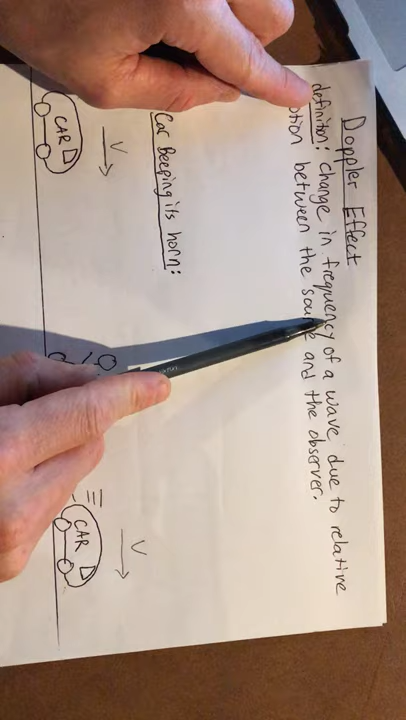 Doppler Effect
definition: change in frequency of a wave due to relative
otion between the source and the observer.
Car Beeping its horn:
V
CAR
V
CAR